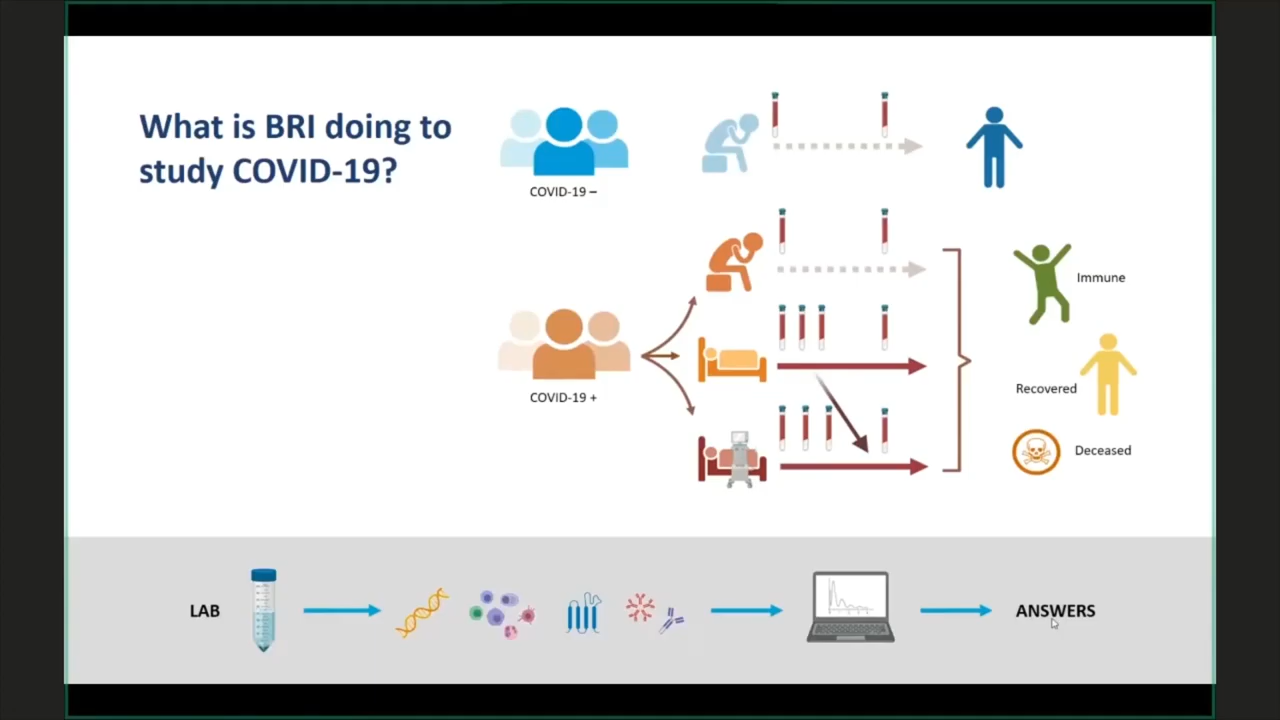 What is BRI doing to
study COVID-19?
COVID-19 –
COVID-19 +
Immune
Recovered
Deceased
LAB
ANSWERS